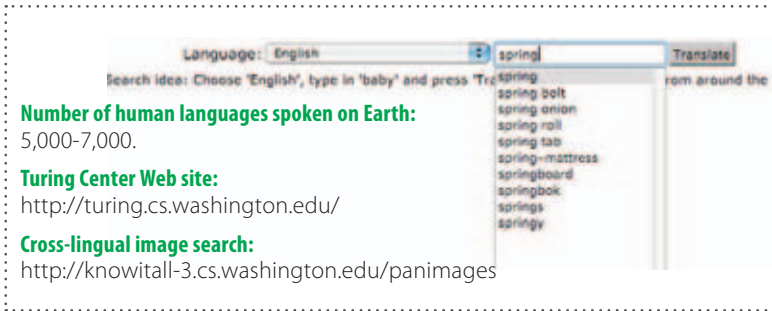 Language: English spring Translate
Search idea: Choose 'English', type in 'baby' and press 'Tr rom around the
spring
spring bolt
spring onion
spring roll
spring tab
spring-mattress
springboard
springbok
springs
springy
Number of human languages spoken on Earth:
5,000-7,000.
Turing Center Web site:
http://turing.cs.washington.edu/
Cross-lingual image search:
http://knowitall-3.cs.washington.edu/panimages